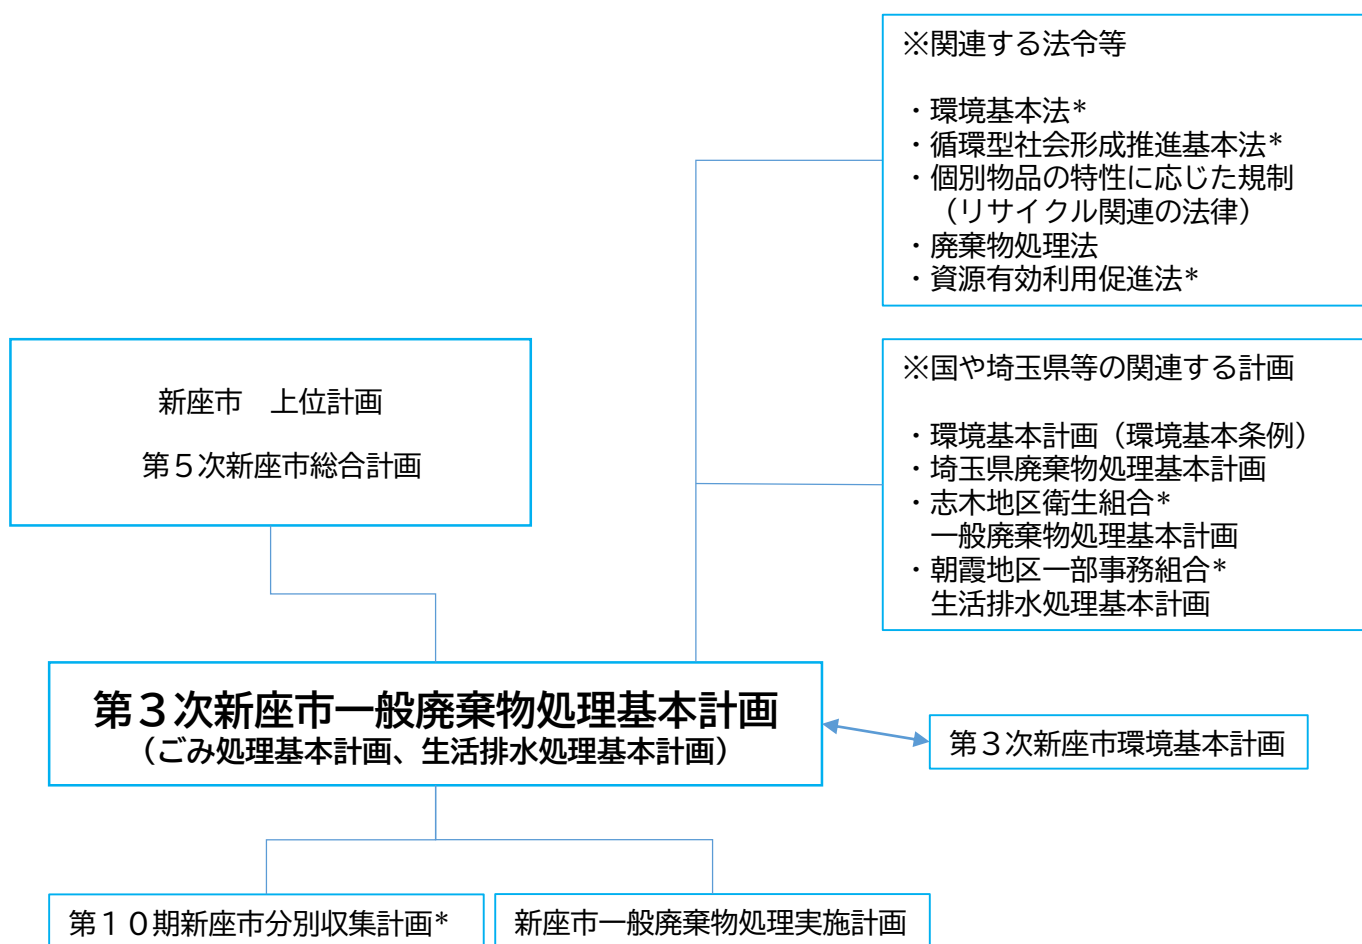 ※関連する法令等
・環境基本法*
・循環型社会形成推進基本法*
・個別物品の特性に応じた規制
（リサイクル関連の法律）
・廃棄物処理法
・資源有効利用促進法*
※国や埼玉県等の関連する計画
・環境基本計画（環境基本条例）
・埼玉県廃棄物処理基本計画
・志木地区衛生組合*
一般廃棄物処理基本計画
・朝霞地区一部事務組合*
生活排水処理基本計画
新座市　上位計画
第５次新座市総合計画
第３次新座市一般廃棄物処理基本計画
（ごみ処理基本計画、生活排水処理基本計画）
第３次新座市環境基本計画
第１０期新座市分別収集計画*
新座市一般廃棄物処理実施計画